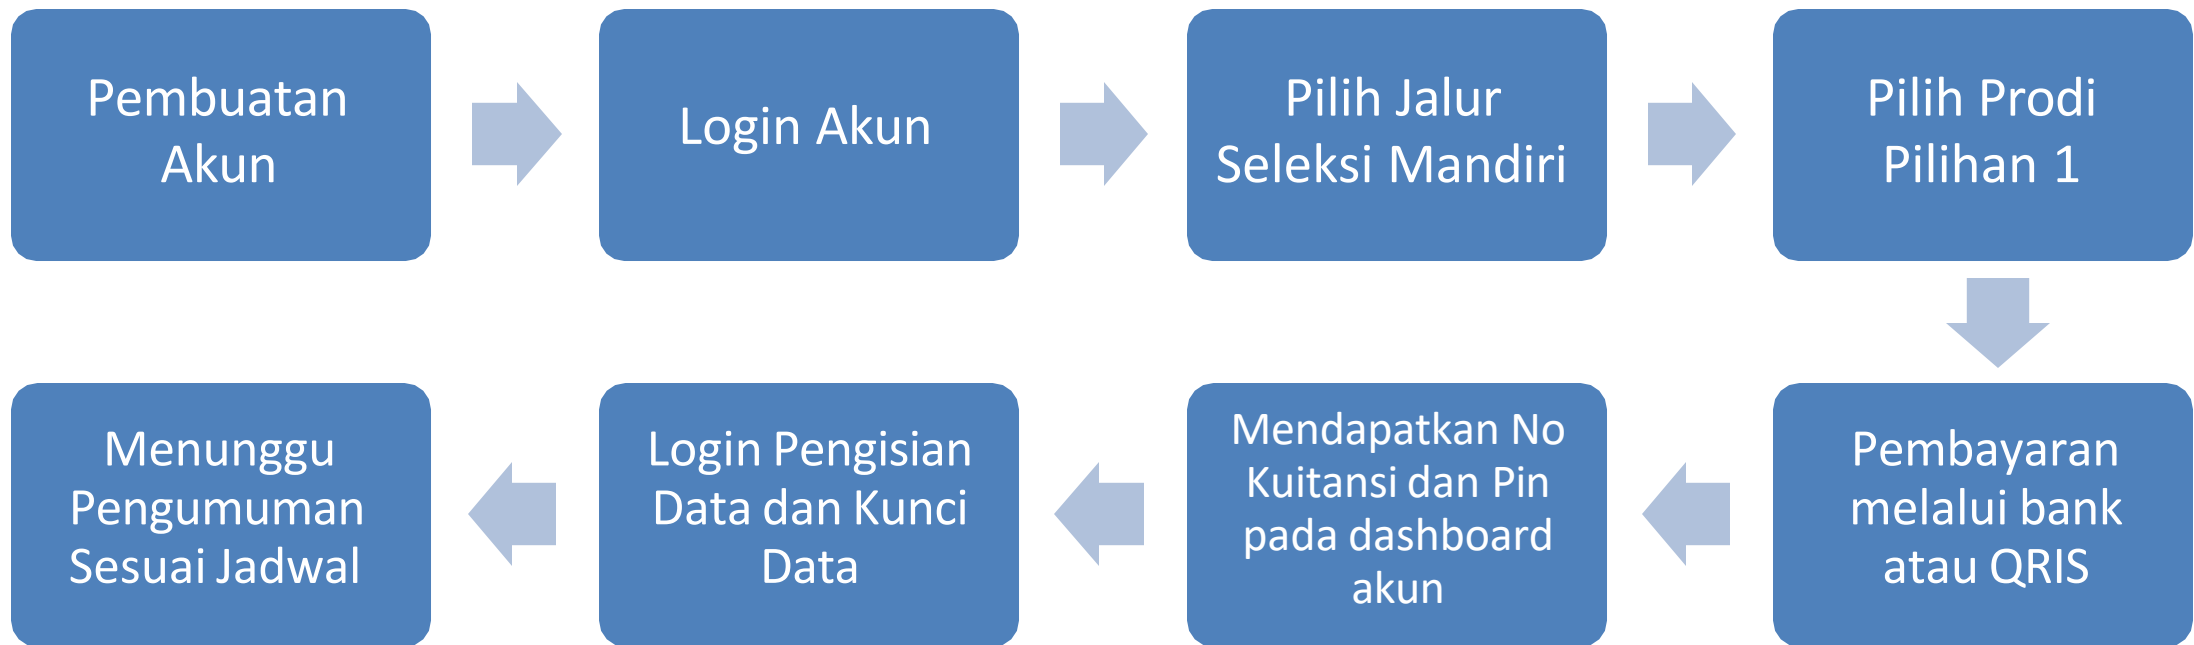 Pembuatan
Akun
Login Akun
Pilih Jalur
Seleksi Mandiri
Pilih Prodi
Pilihan 1
Pembayaran
melalui bank
atau QRIS
Mendapatkan No
Kuitansi dan Pin
pada dashboard
akun
Login Pengisian
Data dan Kunci
Data
Menunggu
Pengumuman
Sesuai Jadwal